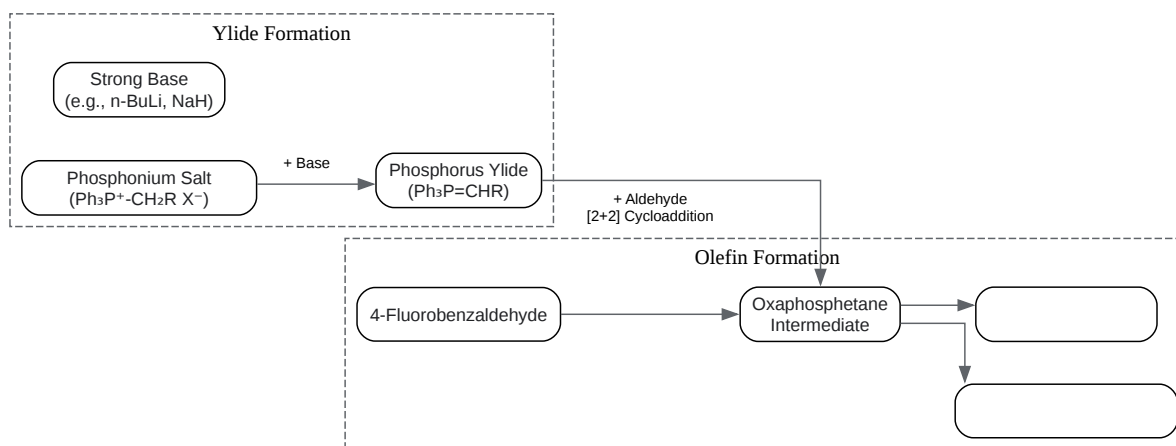 Ylide Formation
Strong Base
(e.g., n-BuLi, NaH)
Phosphonium Salt
(Ph₃P⁺-CH₂R X⁻)
+ Base
Phosphorus Ylide
(Ph₃P=CHR)
+ Aldehyde
[2+2] Cycloaddition
Olefin Formation
4-Fluorobenzaldehyde
Oxaphosphetane
Intermediate